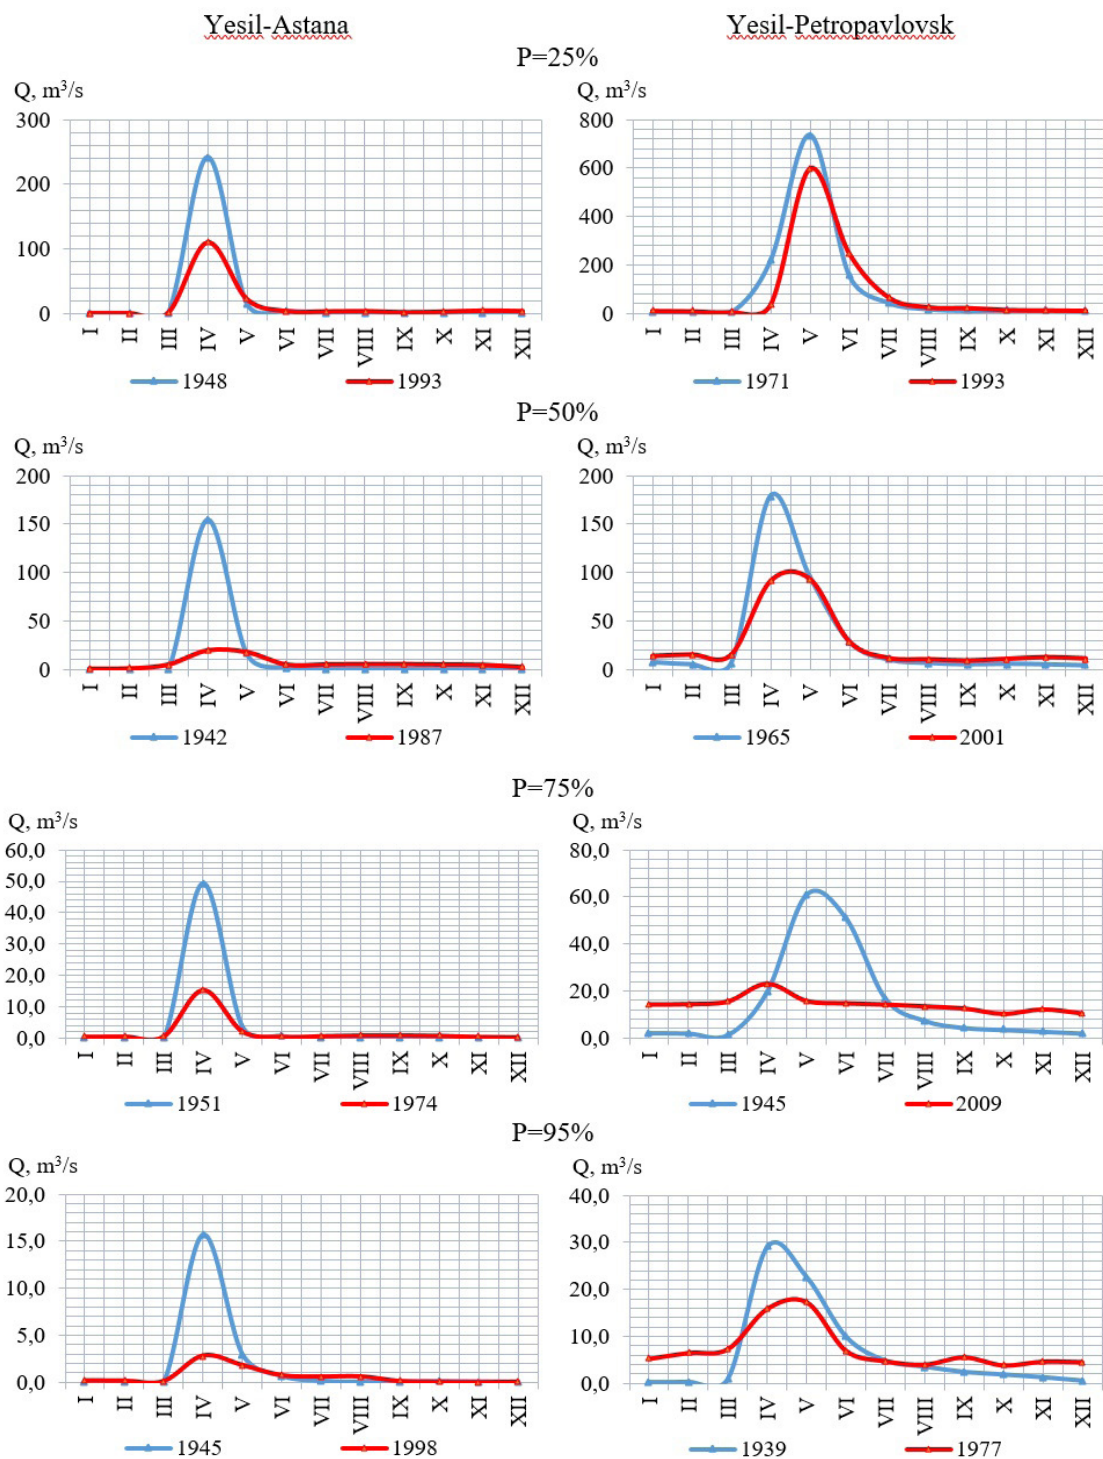 Yesil-Astana Yesil-Petropavlovsk
P=25%
Q, m³/s Q, m³/s
300 800
600
200
400
100
200
0 0
I II III IV V VI VII VIII IX X XI XII I II III IV V VI VII VIII IX X XI XII
1948 1993 1971 1993
P=50%
Q, m³/s Q, m³/s
200 200
150 150
100 100
50 50
0 0
I II III IV V VI VII VIII IX X XI XII I II III IV V VI VII VIII IX X XI XII
1942 1987 1965 2001
P=75%
Q, m³/s Q, m³/s
60,0 80,0
50,0
60,0
40,0
30,0 40,0
20,0
20,0
10,0
0,0 0,0
I II III IV V VI VII VIII IX X XI XII I II III IV V VI VII VIII IX X XI XII
1951 1974 1945 2009
P=95%
Q, m³/s Q, m³/s
20,0 40,0
15,0 30,0
10,0 20,0
5,0 10,0
0,0 0,0
I II III IV V VI VII VIII IX X XI XII I II III IV V VI VII VIII IX X XI XII
1945 1998 1939 1977